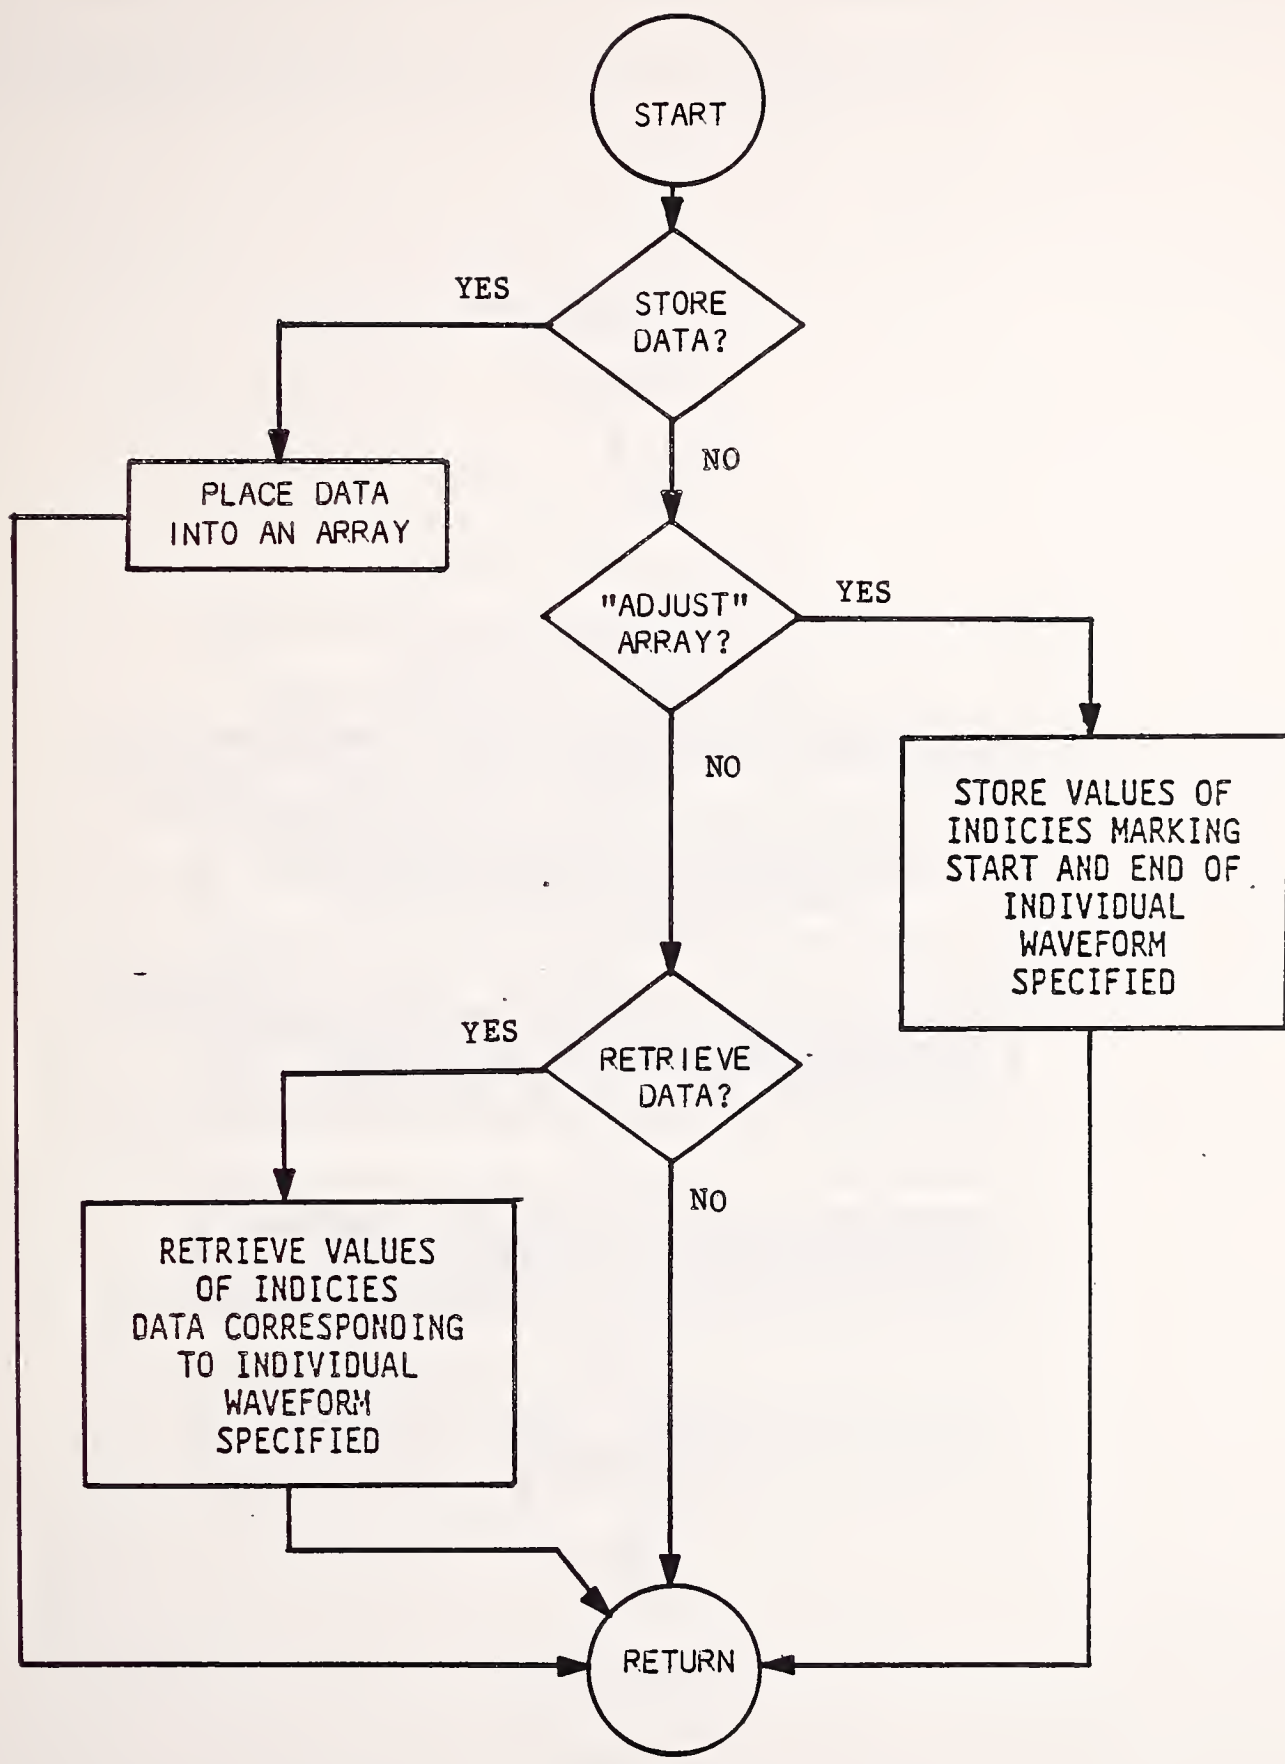 START
YES
STORE
DATA?
NO
PLACE DATA
INTO AN ARRAY
"ADJUST"
ARRAY?
YES
NO
STORE VALUES OF
INDICIES MARKING
START AND END OF
INDIVIDUAL
WAVEFORM
SPECIFIED
YES
RETRIEVE
DATA?
NO
RETRIEVE VALUES
OF INDICIES
DATA CORRESPONDING
TO INDIVIDUAL
WAVEFORM
SPECIFIED
RETURN